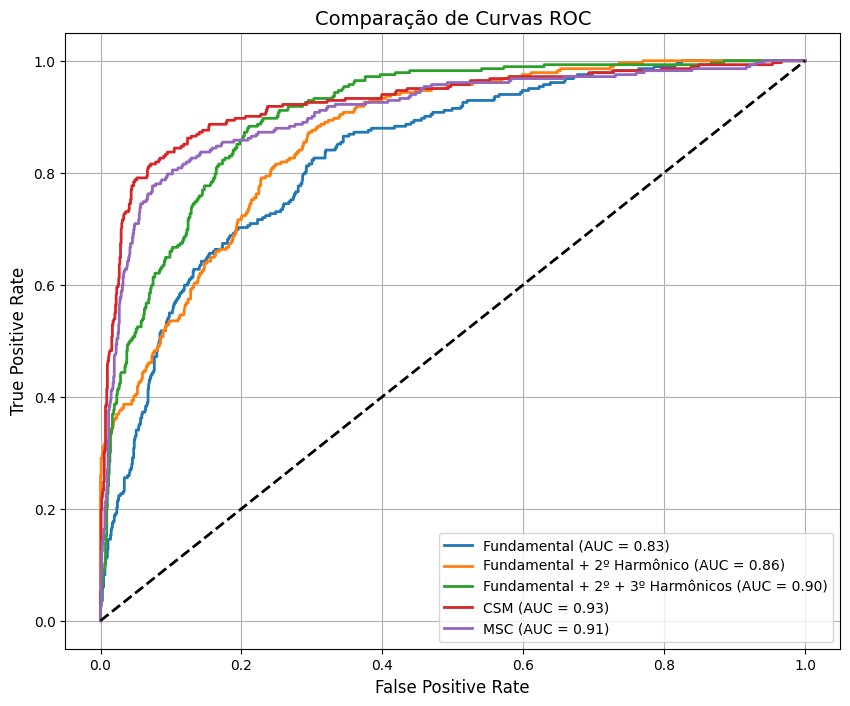 Comparação de Curvas ROC
1.0
0.8
0.6
0.4
0.2
0.0
True Positive Rate
0.0 0.2 0.4 0.6 0.8 1.0
False Positive Rate
Fundamental (AUC = 0.83)
Fundamental + 2º Harmônico (AUC = 0.86)
Fundamental + 2º + 3º Harmônicos (AUC = 0.90)
CSM (AUC = 0.93)
MSC (AUC = 0.91)